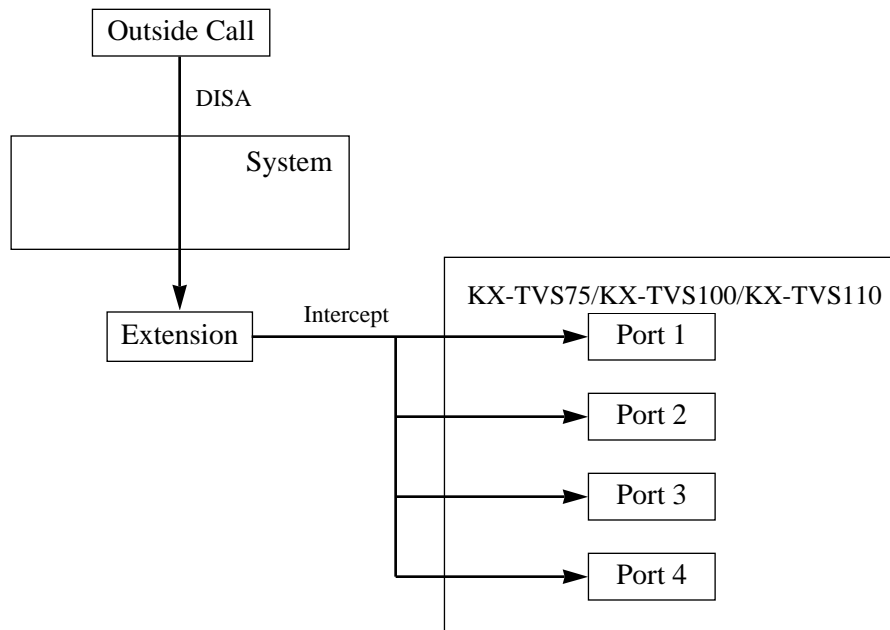 Outside Call
DISA
System
KX-TVS75/KX-TVS100/KX-TVS110
Extension
Intercept
Port 1
Port 2
Port 3
Port 4